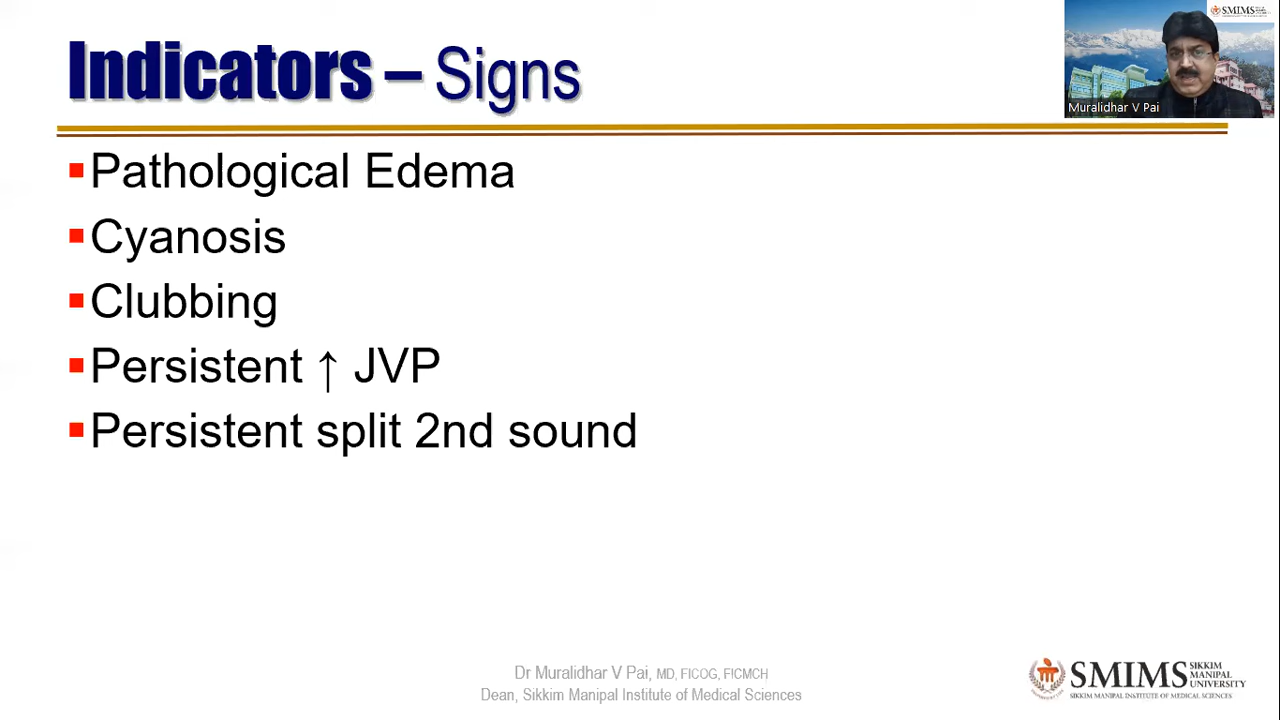 Indicators – Signs
SMIMS
Muralidhar V Pai
Pathological Edema
Cyanosis
Clubbing
Persistent ↑ JVP
Persistent split 2nd sound
Dr Muralidhar V Pai, MD, FICOG, FICMCH
Dean, Sikkim Manipal Institute of Medical Sciences
SMIMS SIKKIM MANIPAL UNIVERSITY
SIKKIM MANIPAL INSTITUTE OF MEDICAL SCIENCES